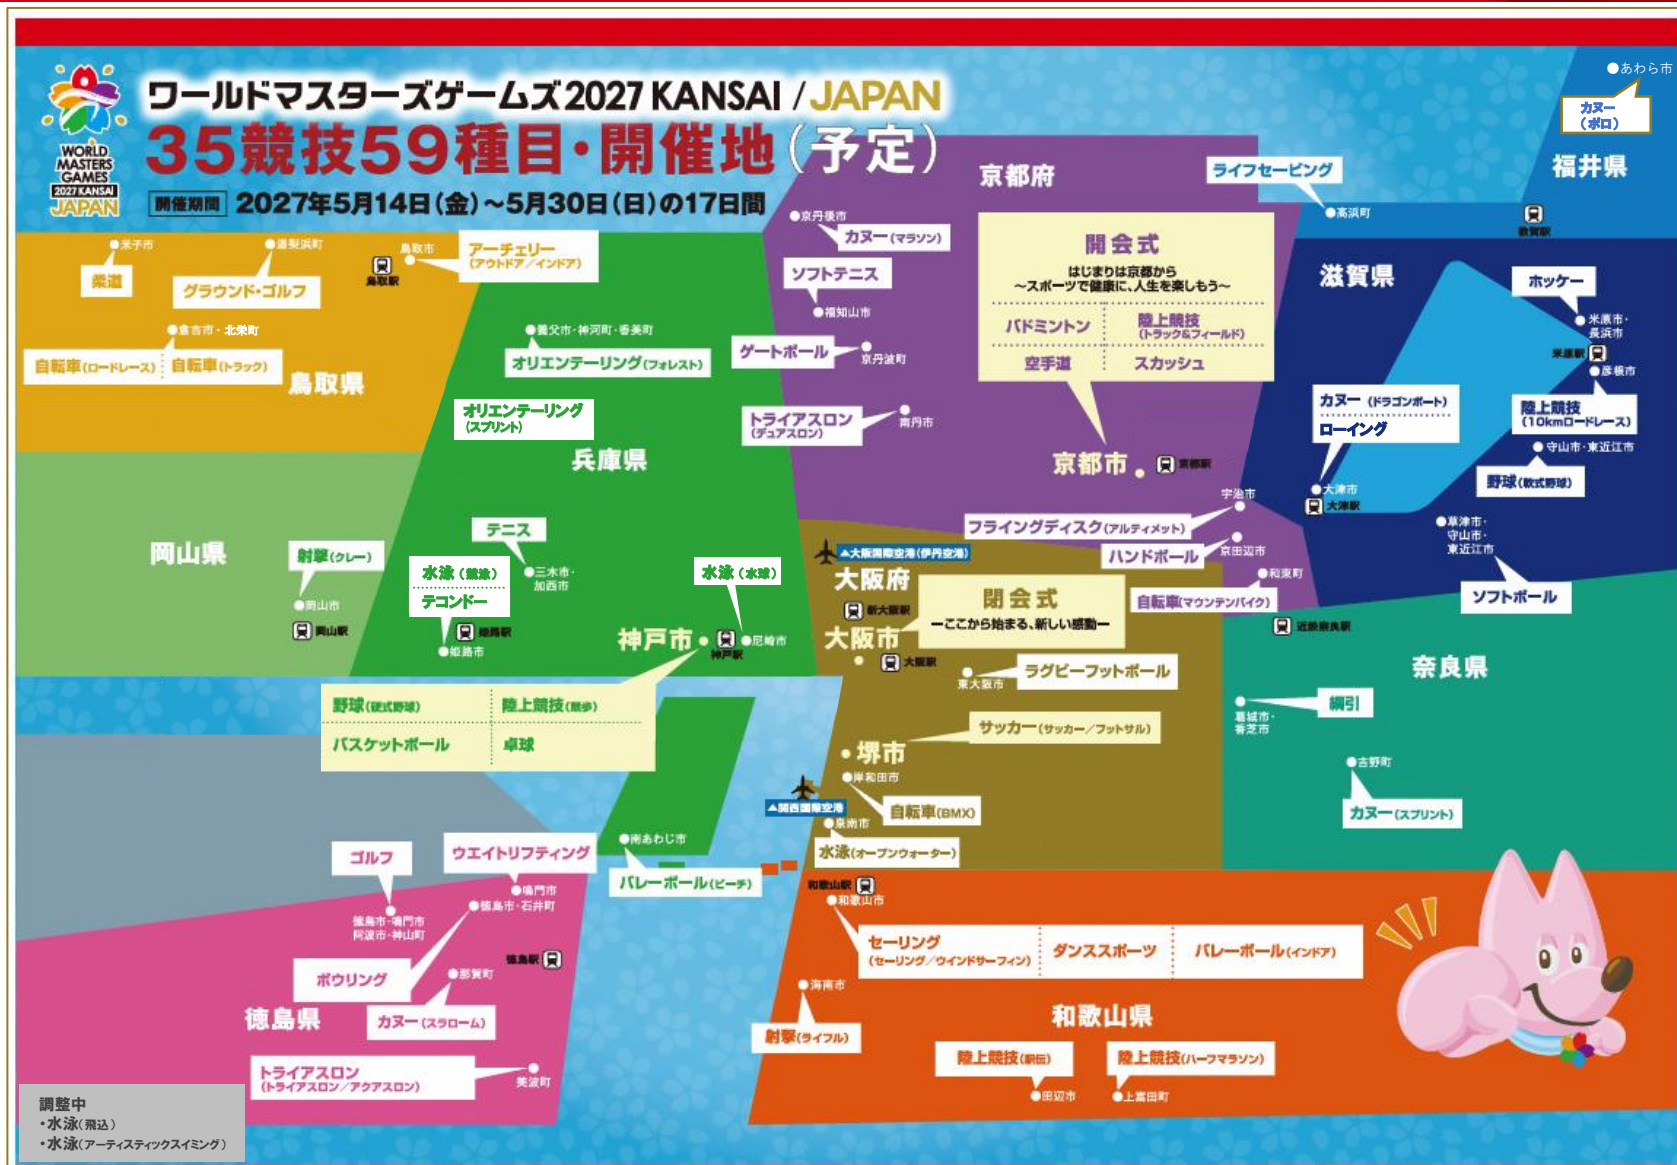 ワールドマスターズゲームズ2027 KANSAI / JAPAN
35競技59種目・開催地(予定)
開催期間 2027年5月14日(金)～5月30日(日)の17日間
WORLD
MASTERS
GAMES
2027 KANSAI
JAPAN
●あわら市
カヌー
(ポロ)
福井県
ライフセービング
●高浜町
敦賀駅
京都府
●京丹後市
カヌー(マラソン)
ソフトテニス
●福知山市
ゲートボール
京丹波町
トライアスロン
(デュアスロン)
南丹市
開会式
はじまりは京都から
～スポーツで健康に、人生を楽しもう～
バドミントン
陸上競技
(トラック&フィールド)
空手道
スカッシュ
京都市
京都駅
宇治市
フライングディスク(アルティメット)
ハンドボール
京田辺市
●和束町
自転車(マウンテンバイク)
滋賀県
ホッケー
●米原市・
長浜市
米原駅
●彦根市
陸上競技
(10kmロードレース)
カヌー (ドラゴンボート)
ローイング
●大津市
大津駅
●守山市・東近江市
野球(軟式野球)
●草津市・
守山市・
東近江市
ソフトボール
●米子市
柔道
●湯梨浜町
グラウンド・ゴルフ
鳥取市
鳥取駅
アーチェリー
(アウトドア／インドア)
●倉吉市・北栄町
自転車(ロードレース)
自転車(トラック)
鳥取県
●養父市・神河町・香美町
オリエンテーリング(フォレスト)
オリエンテーリング
(スプリント)
兵庫県
テニス
●三木市・
加西市
水泳(競泳)
テコンドー
姫路駅
●姫路市
水泳(水球)
神戸市
神戸駅
●尼崎市
野球(硬式野球)
陸上競技(競歩)
バスケットボール
卓球
●南あわじ市
バレーボール(ビーチ)
岡山県
射撃(クレー)
●岡山市
岡山駅
▲大阪国際空港(伊丹空港)
大阪府
新大阪駅
閉会式
ーここから始まる、新しい感動ー
大阪市
大阪駅
東大阪市
ラグビーフットボール
サッカー(サッカー／フットサル)
堺市
●岸和田市
自転車(BMX)
▲関西国際空港
●泉南市
水泳(オープンウォーター)
近鉄奈良駅
奈良県
葛城市・
香芝市
綱引
●吉野町
カヌー(スプリント)
ゴルフ
徳島市・鳴門市
阿波市・神山町
ウエイトリフティング
●鳴門市
●徳島市・石井町
ボウリング
徳島駅
●那賀町
カヌー(スラローム)
徳島県
トライアスロン
(トライアスロン／アクアスロン)
美波町
和歌山駅
●和歌山市
セーリング
(セーリング／ウインドサーフィン)
ダンススポーツ
バレーボール(インドア)
●海南市
射撃(ライフル)
和歌山県
陸上競技(駅伝)
●田辺市
陸上競技(ハーフマラソン)
●上富田町
調整中
・水泳(飛込)
・水泳(アーティスティックスイミング)